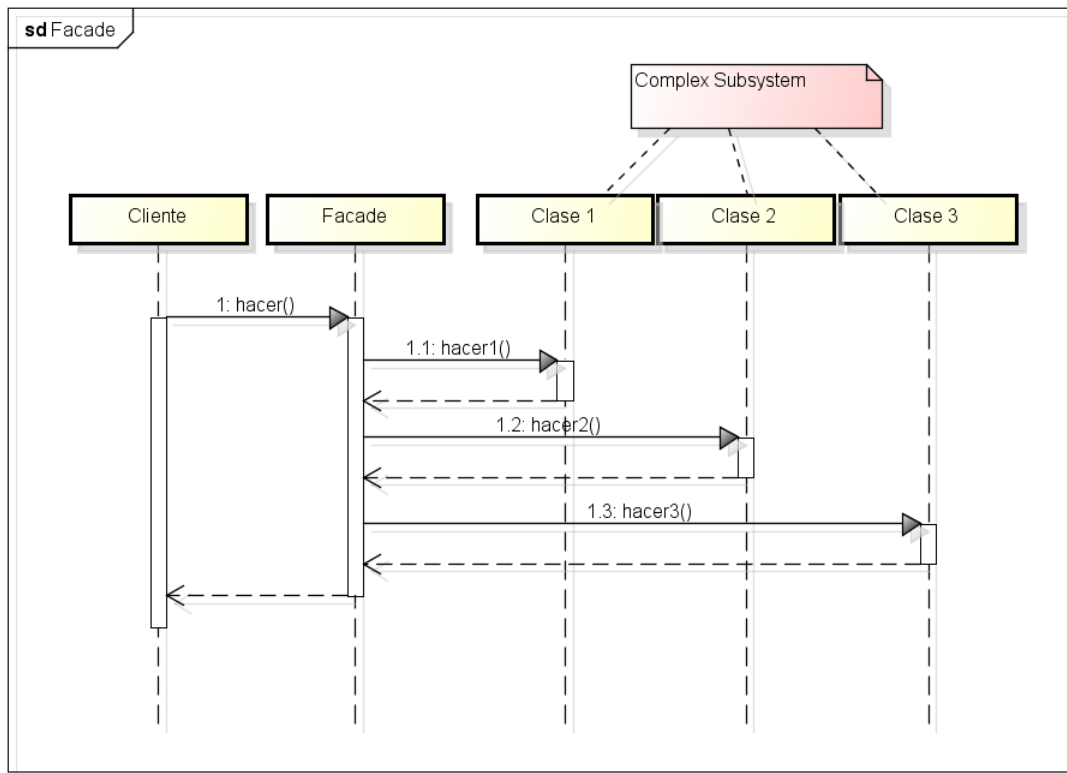 sd Facade
Complex Subsystem
Cliente
Facade
Clase 1
Clase 2
Clase 3
1: hacer()
1.1: hacer1()
1.2: hacer2()
1.3: hacer3()